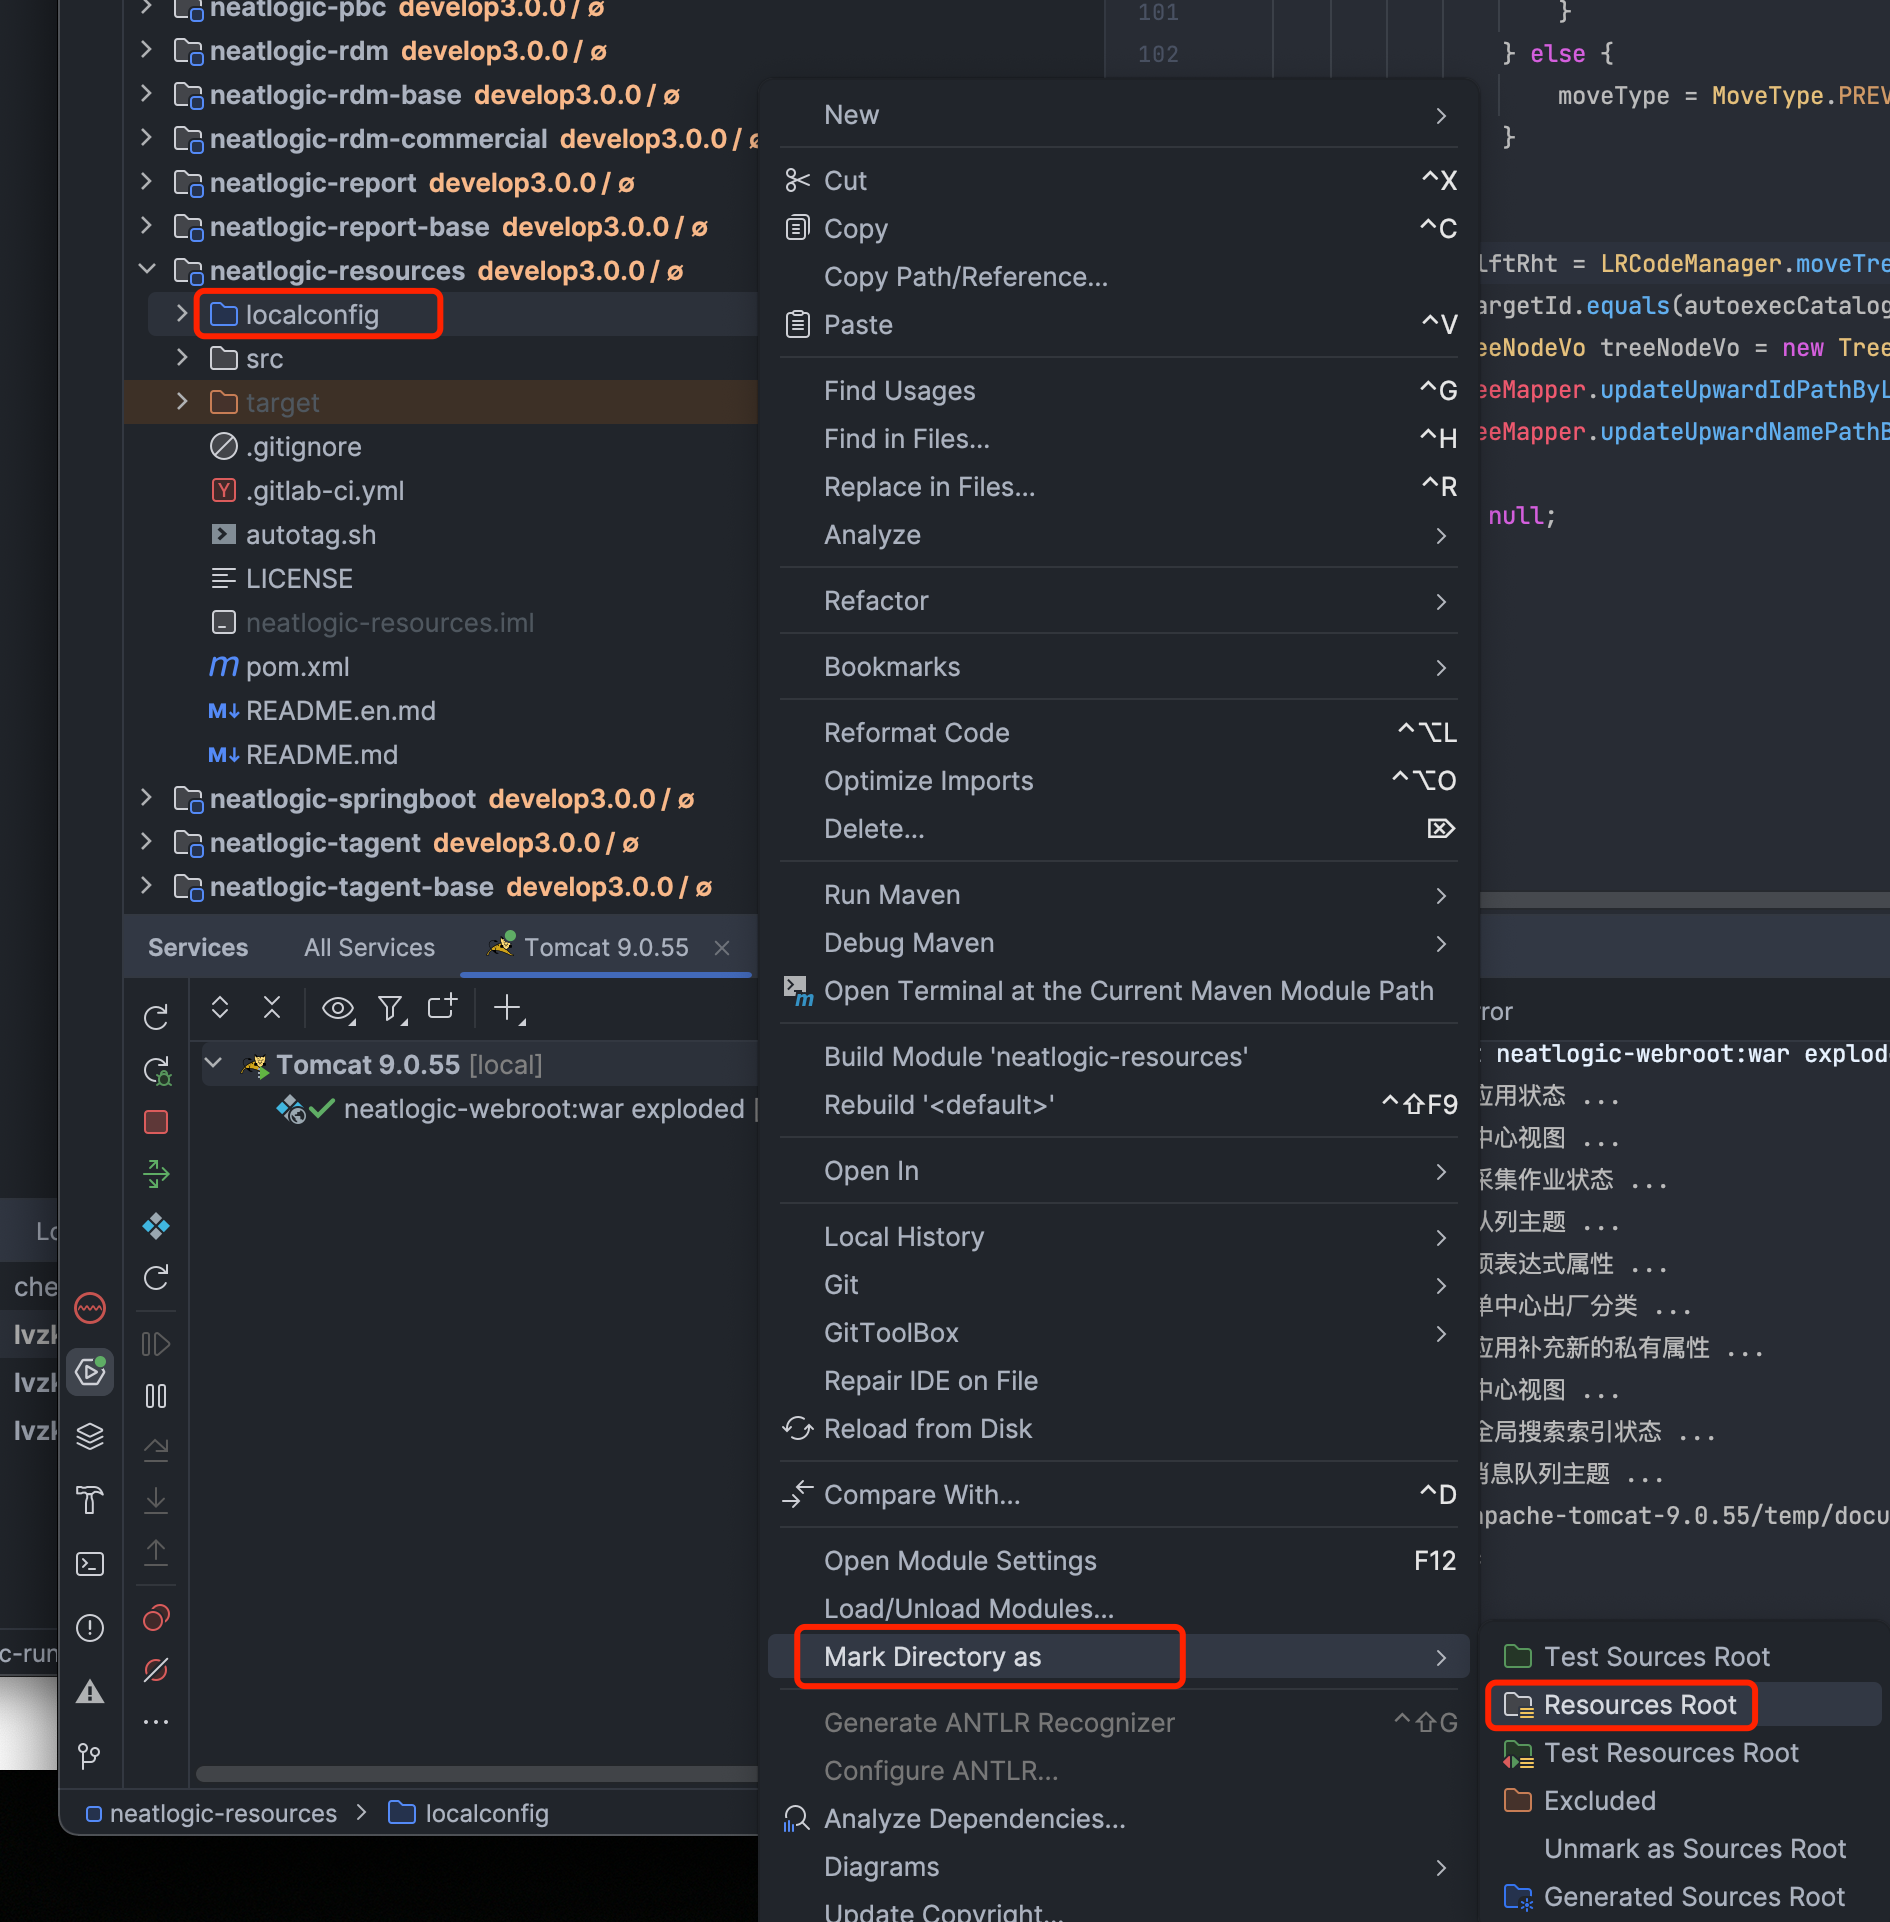 neatlogic-pbc develop3.0.0 / ø
neatlogic-rdm develop3.0.0 / ø
neatlogic-rdm-base develop3.0.0 / ø
neatlogic-rdm-commercial develop3.0.0 / ø
neatlogic-report develop3.0.0 / ø
neatlogic-report-base develop3.0.0 / ø
neatlogic-resources develop3.0.0 / ø
localconfig
src
target
.gitignore
.gitlab-ci.yml
autotag.sh
LICENSE
neatlogic-resources.iml
pom.xml
README.en.md
README.md
neatlogic-springboot develop3.0.0 / ø
neatlogic-tagent develop3.0.0 / ø
neatlogic-tagent-base develop3.0.0 / ø
Services All Services Tomcat 9.0.55
Tomcat 9.0.55 [local]
neatlogic-webroot:war exploded [
neatlogic-resources > localconfig
New
Cut ^X
Copy ^C
Copy Path/Reference...
Paste ^V
Find Usages ^G
Find in Files... ^H
Replace in Files... ^R
Analyze
Refactor
Bookmarks
Reformat Code ^⌥L
Optimize Imports ^⌥O
Delete... ⌦
Run Maven
Debug Maven
Open Terminal at the Current Maven Module Path
Build Module 'neatlogic-resources'
Rebuild '<default>' ^⇧F9
Open In
Local History
Git
GitToolBox
Repair IDE on File
Reload from Disk
Compare With... ^D
Open Module Settings F12
Load/Unload Modules...
Mark Directory as
Generate ANTLR Recognizer ^⇧G
Configure ANTLR...
Analyze Dependencies...
Diagrams
Update Copyright...
Test Sources Root
Resources Root
Test Resources Root
Excluded
Unmark as Sources Root
Generated Sources Root
101 }
102 } else {
moveType = MoveType.PREV
}
lftRht = LRCodeManager.moveTre
argetId.equals(autoexecCatalog
eeNodeVo treeNodeVo = new Tree
eeMapper.updateUpwardIdPathByL
eeMapper.updateUpwardNamePathB
null;
ror
neatlogic-webroot:war explod
应用状态 ...
中心视图 ...
采集作业状态 ...
队列主题 ...
表达式属性 ...
单中心出厂分类 ...
应用补充新的私有属性 ...
中心视图 ...
全局搜索索引状态 ...
消息队列主题 ...
apache-tomcat-9.0.55/temp/docu
Lo
che
lvzk
lvzk
lvzk
c-run